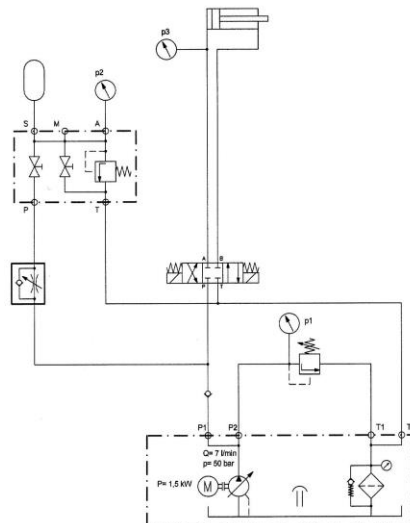 p3
p2
S M A
P T
A B
P T
p1
P1 P2 T1 T
Q= 7 l/min
p= 50 bar
P= 1,5 kW
M